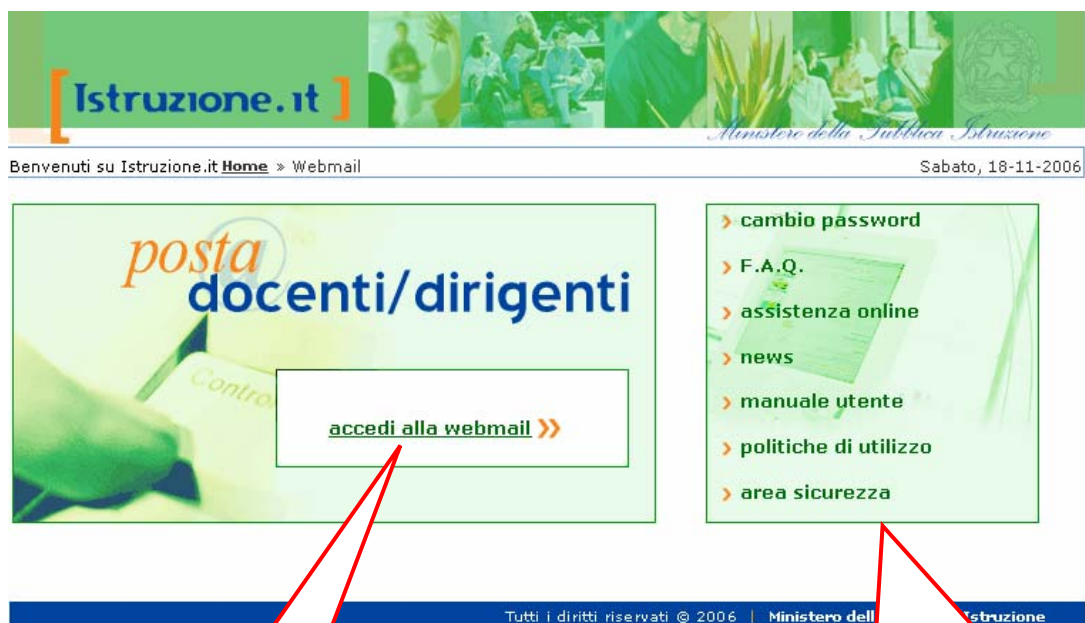 [ Istruzione.it ]
Ministero della Pubblica Istruzione
Benvenuti su Istruzione.it Home » Webmail
Sabato, 18-11-2006
posta
docenti/dirigenti
Control
accedi alla webmail »
› cambio password
› F.A.Q.
› assistenza online
› news
› manuale utente
› politiche di utilizzo
› area sicurezza
Tutti i diritti riservati © 2006 | Ministero dell Istruzione